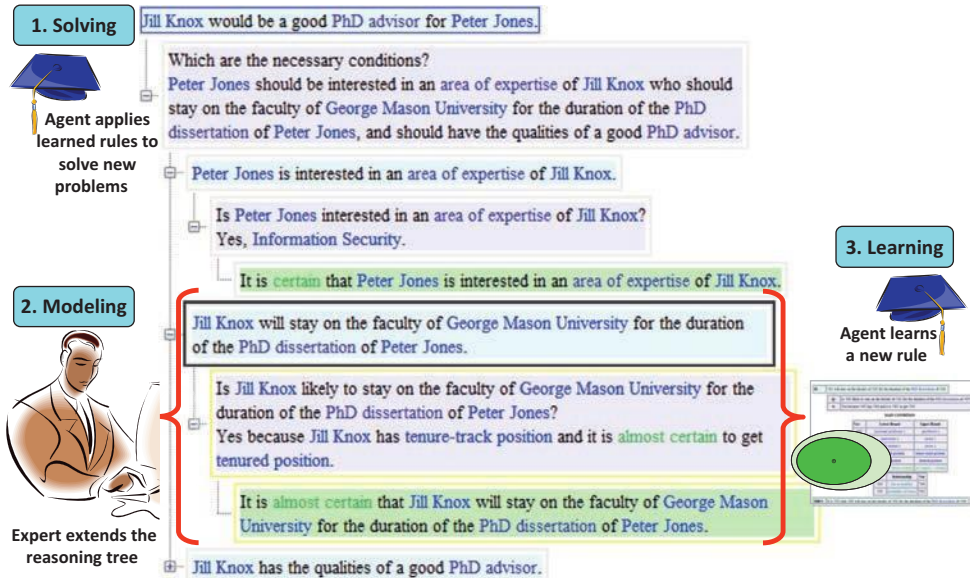 1. Solving
Jill Knox would be a good PhD advisor for Peter Jones.
Agent applies
learned rules to
solve new
problems
Which are the necessary conditions?
Peter Jones should be interested in an area of expertise of Jill Knox who should
stay on the faculty of George Mason University for the duration of the PhD
dissertation of Peter Jones, and should have the qualities of a good PhD advisor.
Peter Jones is interested in an area of expertise of Jill Knox.
Is Peter Jones interested in an area of expertise of Jill Knox?
Yes, Information Security.
It is certain that Peter Jones is interested in an area of expertise of Jill Knox.
2. Modeling
Expert extends the
reasoning tree
Jill Knox will stay on the faculty of George Mason University for the duration
of the PhD dissertation of Peter Jones.
Is Jill Knox likely to stay on the faculty of George Mason University for the
duration of the PhD dissertation of Peter Jones?
Yes because Jill Knox has tenure-track position and it is almost certain to get
tenured position.
It is almost certain that Jill Knox will stay on the faculty of George Mason
University for the duration of the PhD dissertation of Peter Jones.
Jill Knox has the qualities of a good PhD advisor.
3. Learning
Agent learns
a new rule